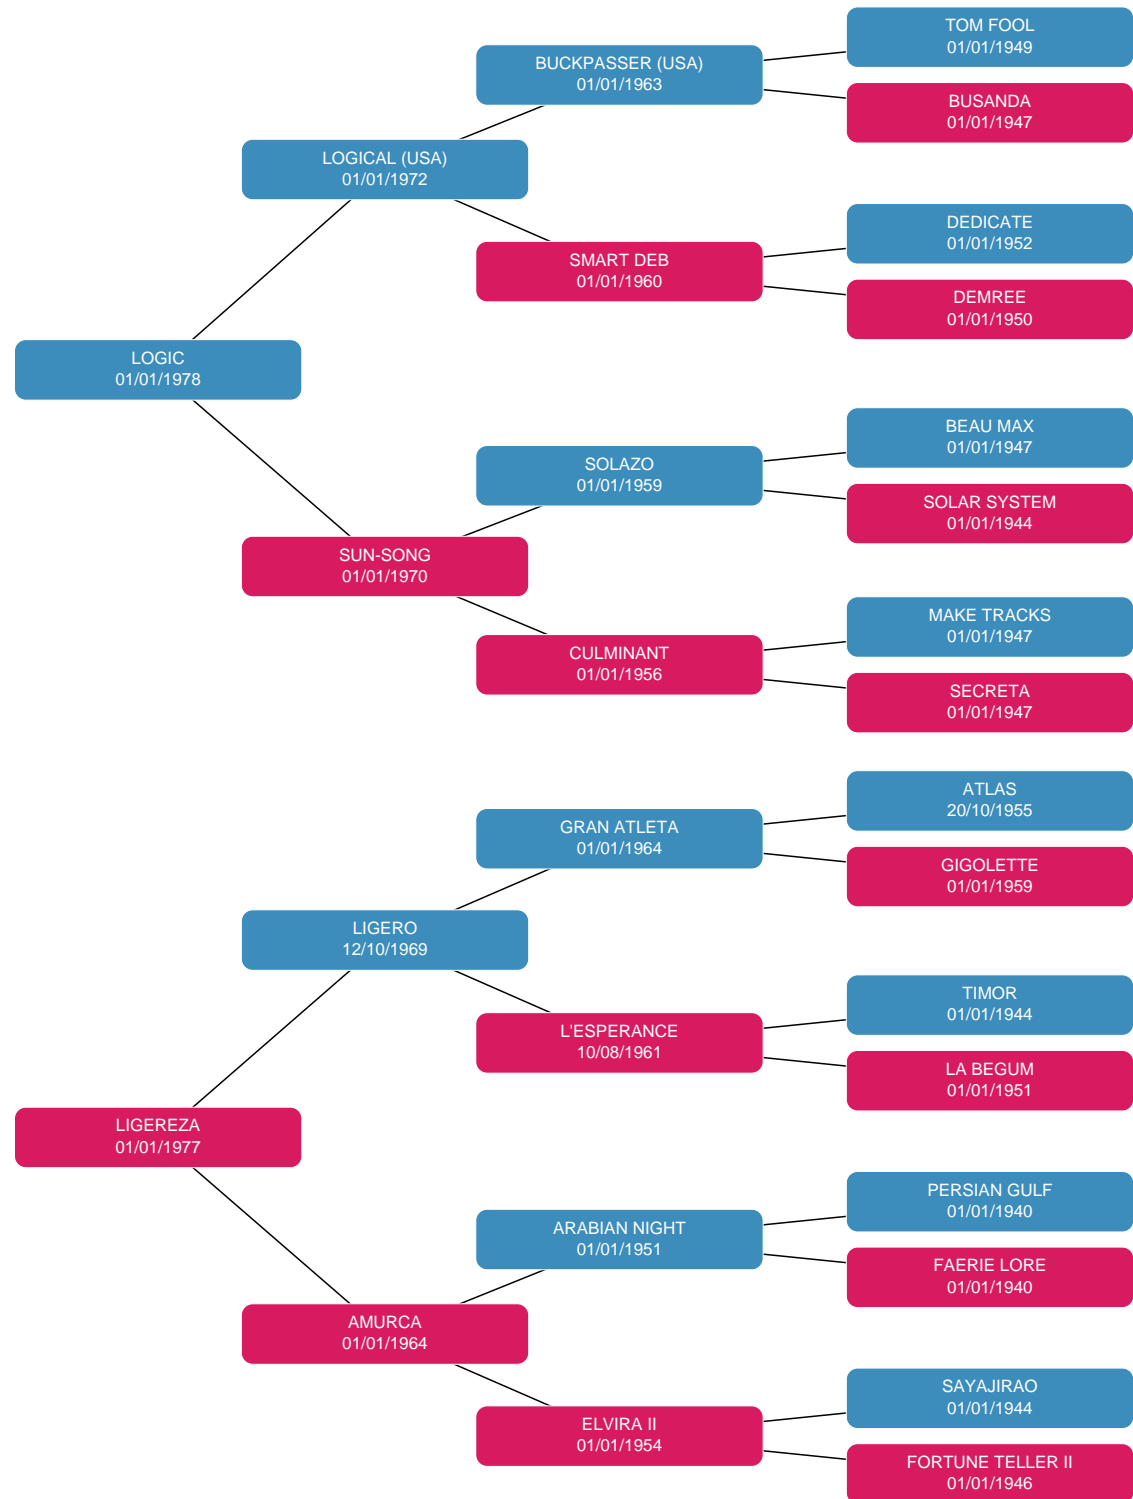 TOM FOOL
01/01/1949
BUCKPASSER (USA)
01/01/1963
BUSANDA
01/01/1947
LOGICAL (USA)
01/01/1972
DEDICATE
01/01/1952
SMART DEB
01/01/1960
DEMREE
01/01/1950
LOGIC
01/01/1978
BEAU MAX
01/01/1947
SOLAZO
01/01/1959
SOLAR SYSTEM
01/01/1944
SUN-SONG
01/01/1970
MAKE TRACKS
01/01/1947
CULMINANT
01/01/1956
SECRETA
01/01/1947
ATLAS
20/10/1955
GRAN ATLETA
01/01/1964
GIGOLETTE
01/01/1959
LIGERO
12/10/1969
TIMOR
01/01/1944
L'ESPERANCE
10/08/1961
LA BEGUM
01/01/1951
LIGEREZA
01/01/1977
PERSIAN GULF
01/01/1940
ARABIAN NIGHT
01/01/1951
FAERIE LORE
01/01/1940
AMURCA
01/01/1964
SAYAJIRAO
01/01/1944
ELVIRA II
01/01/1954
FORTUNE TELLER II
01/01/1946